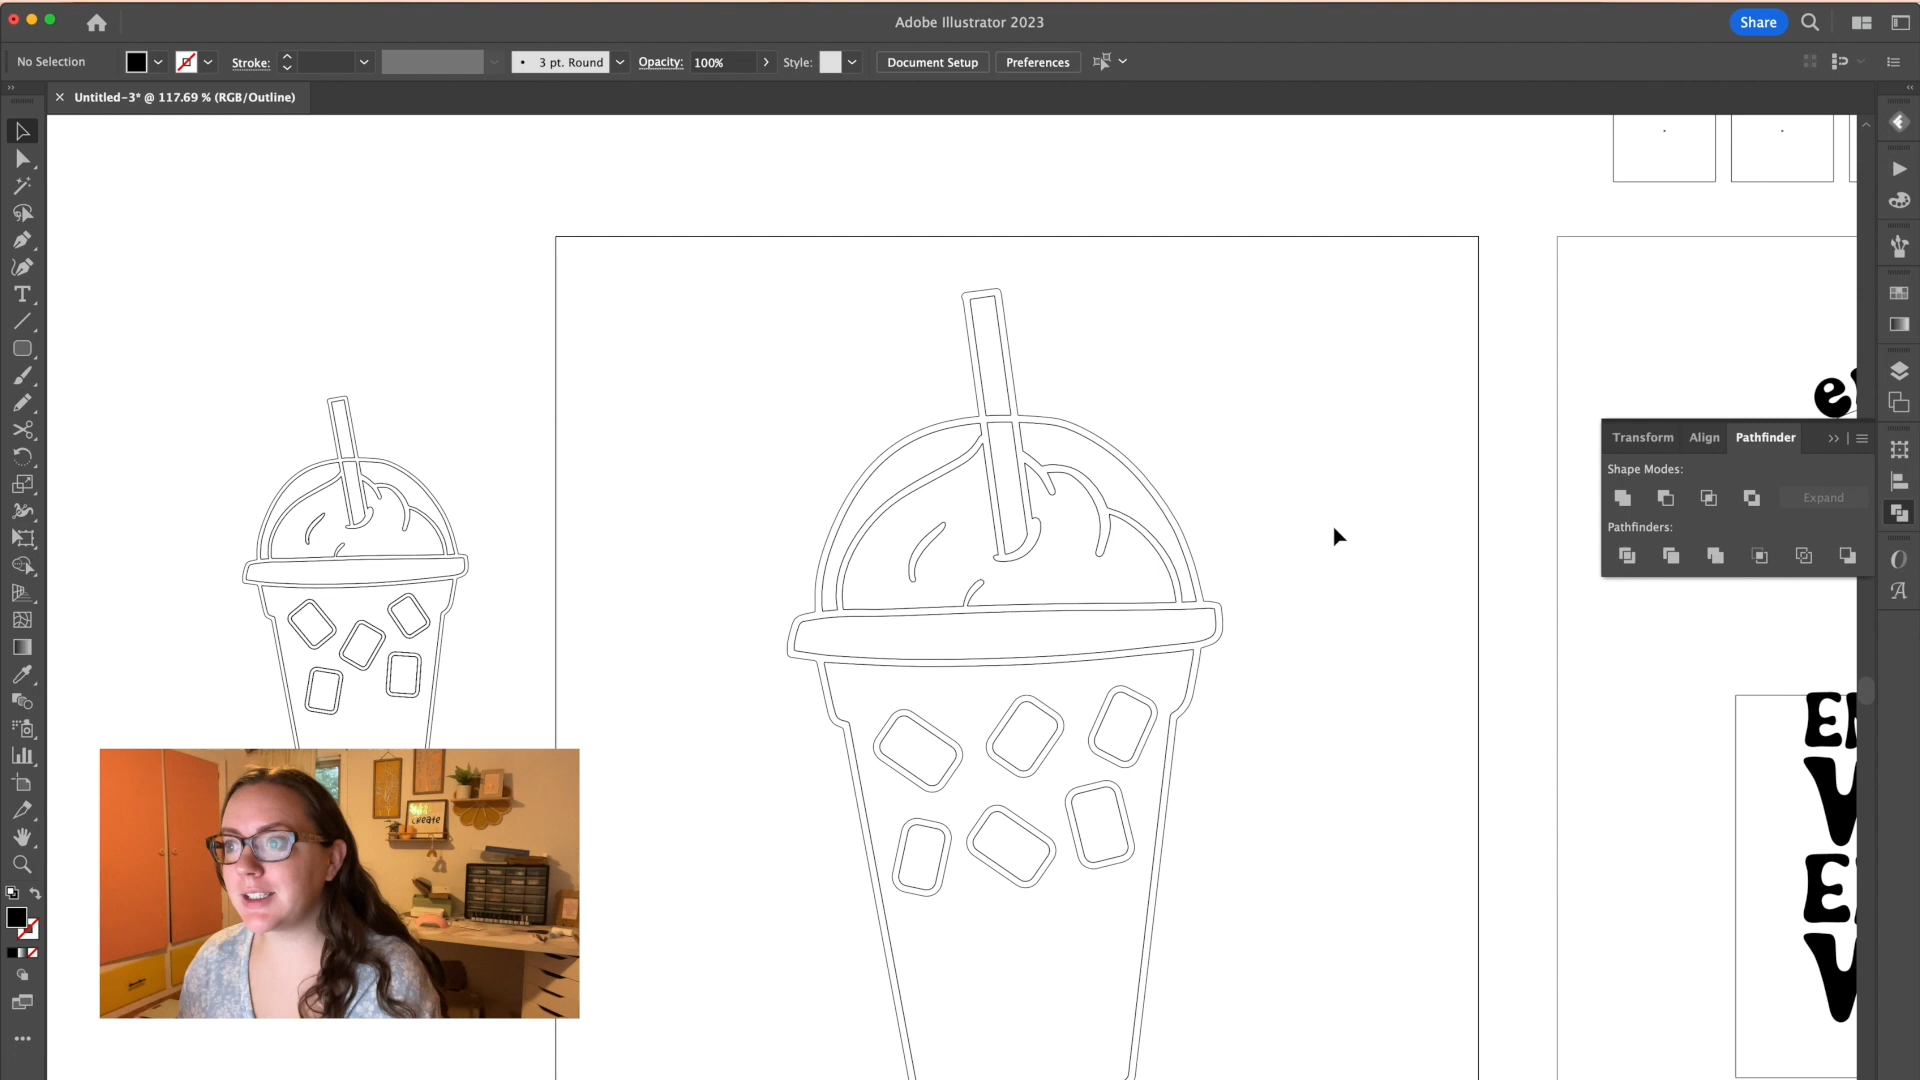 Adobe Illustrator 2023
Share
No Selection
Stroke:
3 pt. Round
Opacity:
100%
Style:
Document Setup
Preferences
× Untitled-3* @ 117.69 % (RGB/Outline)
Transform
Align
Pathfinder
Shape Modes:
Expand
Pathfinders:
create